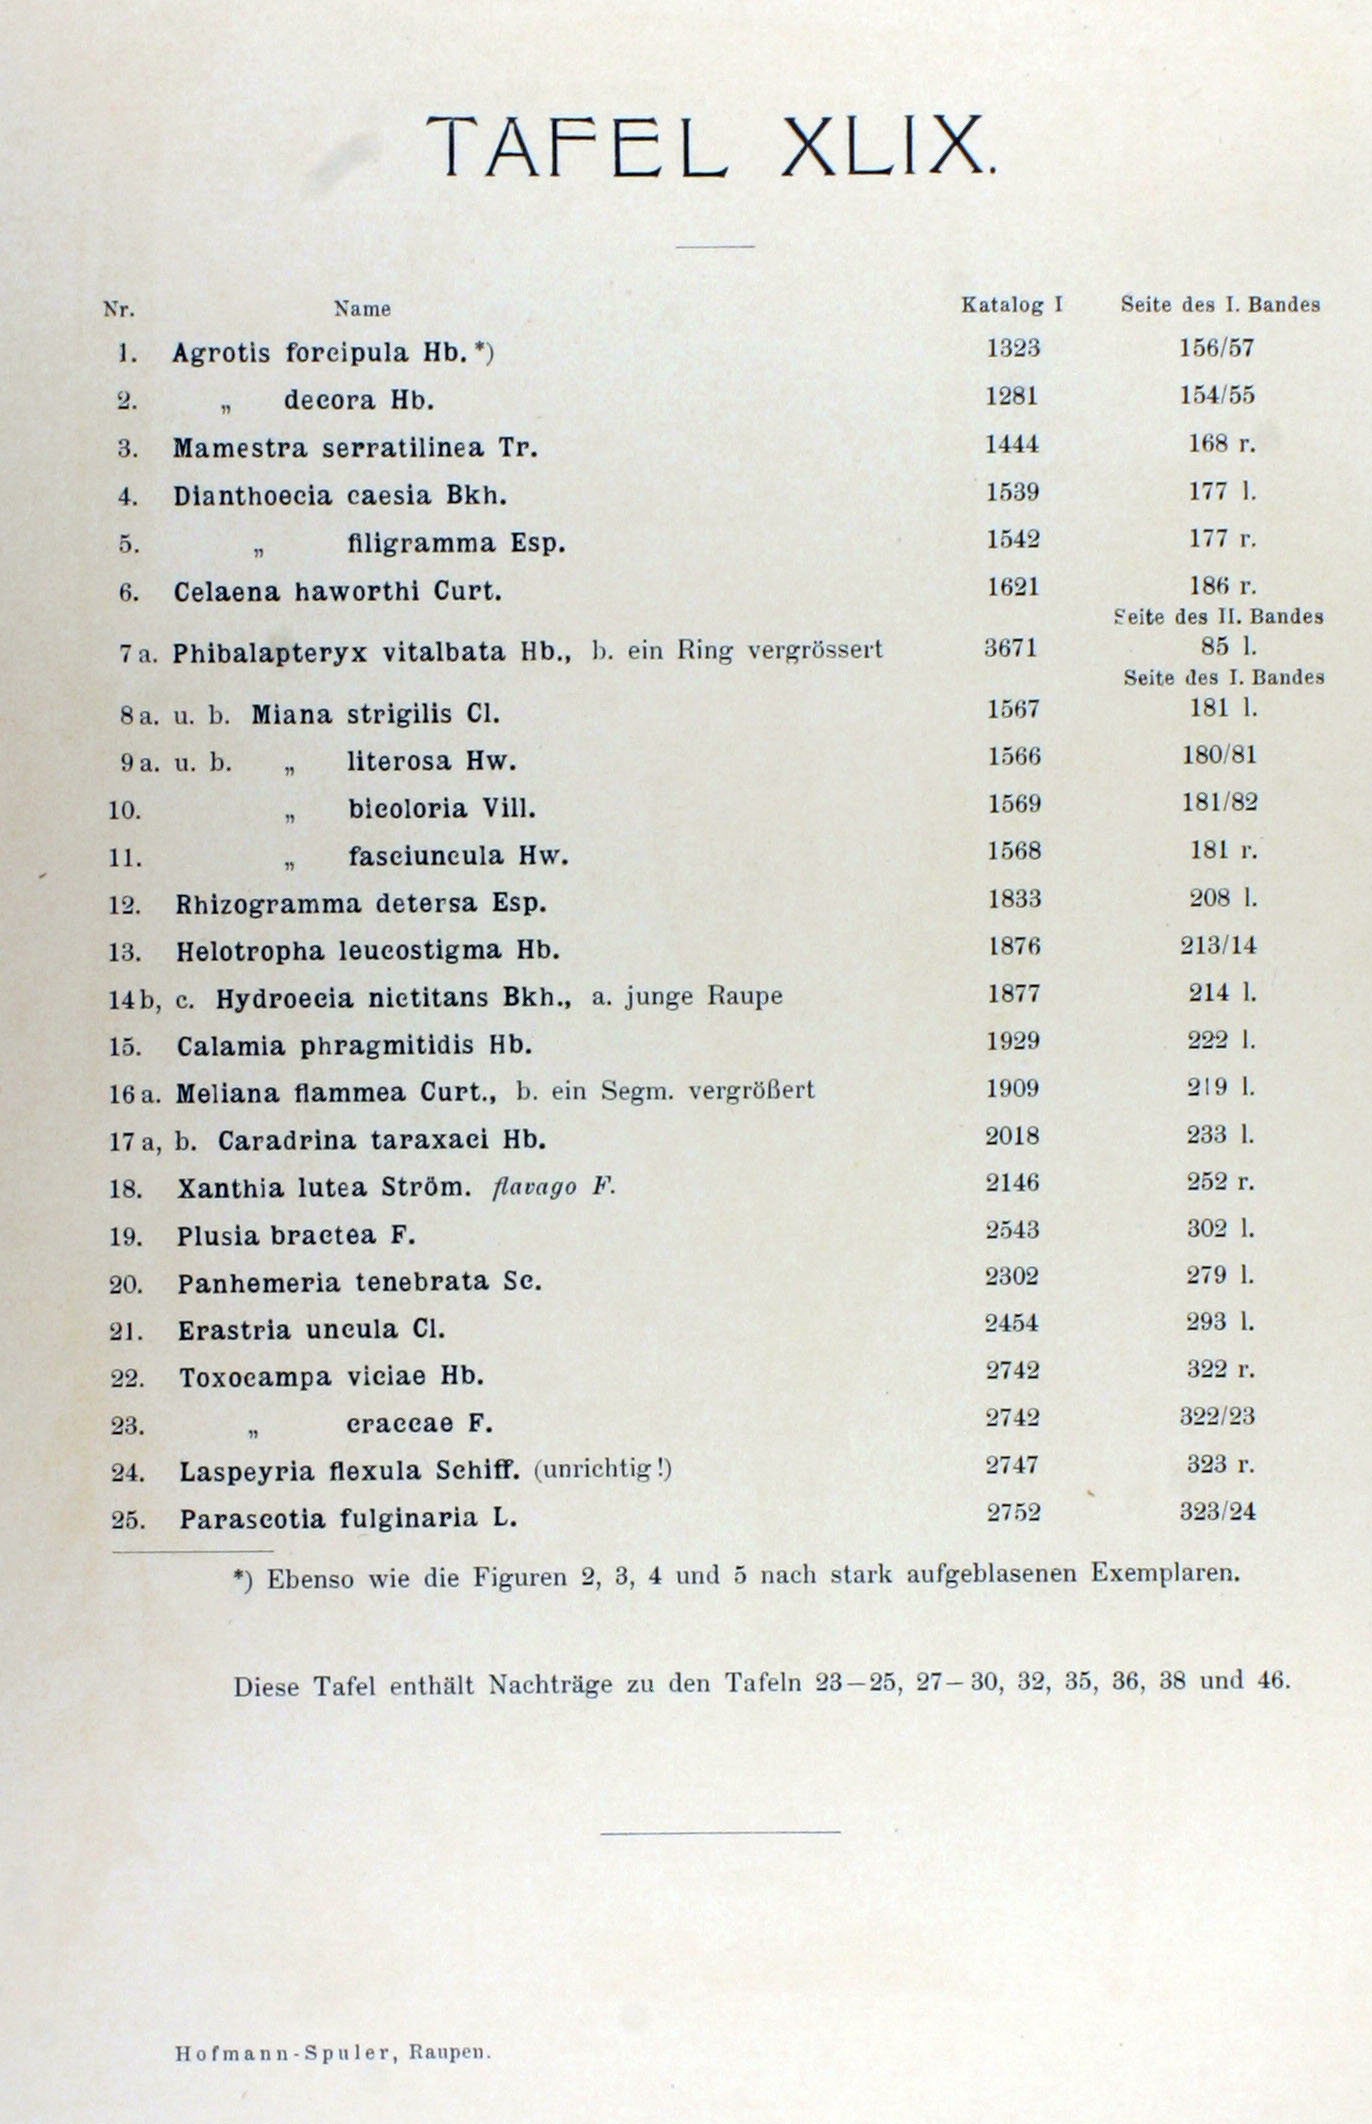 TAFEL XLIX.
Nr. Name Katalog I Seite des I. Bandes
1. Agrotis forcipula Hb. *) 1323 156/57
2. „ decora Hb. 1281 154/55
3. Mamestra serratilinea Tr. 1444 168 r.
4. Dianthoecia caesia Bkh. 1539 177 l.
5. „ filigramma Esp. 1542 177 r.
6. Celaena haworthi Curt. 1621 186 r.
Seite des II. Bandes
7a. Phibalapteryx vitalbata Hb., b. ein Ring vergrössert 3671 85 l.
Seite des I. Bandes
8a. u. b. Miana strigilis Cl. 1567 181 l.
9a. u. b. „ literosa Hw. 1566 180/81
10. „ bicoloria Vill. 1569 181/82
11. „ fasciuncula Hw. 1568 181 r.
12. Rhizogramma detersa Esp. 1833 208 l.
13. Helotropha leucostigma Hb. 1876 213/14
14b, c. Hydroecia nictitans Bkh., a. junge Raupe 1877 214 l.
15. Calamia phragmitidis Hb. 1929 222 l.
16a. Meliana flammea Curt., b. ein Segm. vergrößert 1909 219 l.
17a, b. Caradrina taraxaci Hb. 2018 233 l.
18. Xanthia lutea Ström. flavago F. 2146 252 r.
19. Plusia bractea F. 2543 302 l.
20. Panhemeria tenebrata Sc. 2302 279 l.
21. Erastria uncula Cl. 2454 293 l.
22. Toxocampa viciae Hb. 2742 322 r.
23. „ craccae F. 2742 322/23
24. Laspeyria flexula Schiff. (unrichtig!) 2747 323 r.
25. Parascotia fulginaria L. 2752 323/24
*) Ebenso wie die Figuren 2, 3, 4 und 5 nach stark aufgeblasenen Exemplaren.
Diese Tafel enthält Nachträge zu den Tafeln 23—25, 27—30, 32, 35, 36, 38 und 46.
Hofmann-Spuler, Raupen.